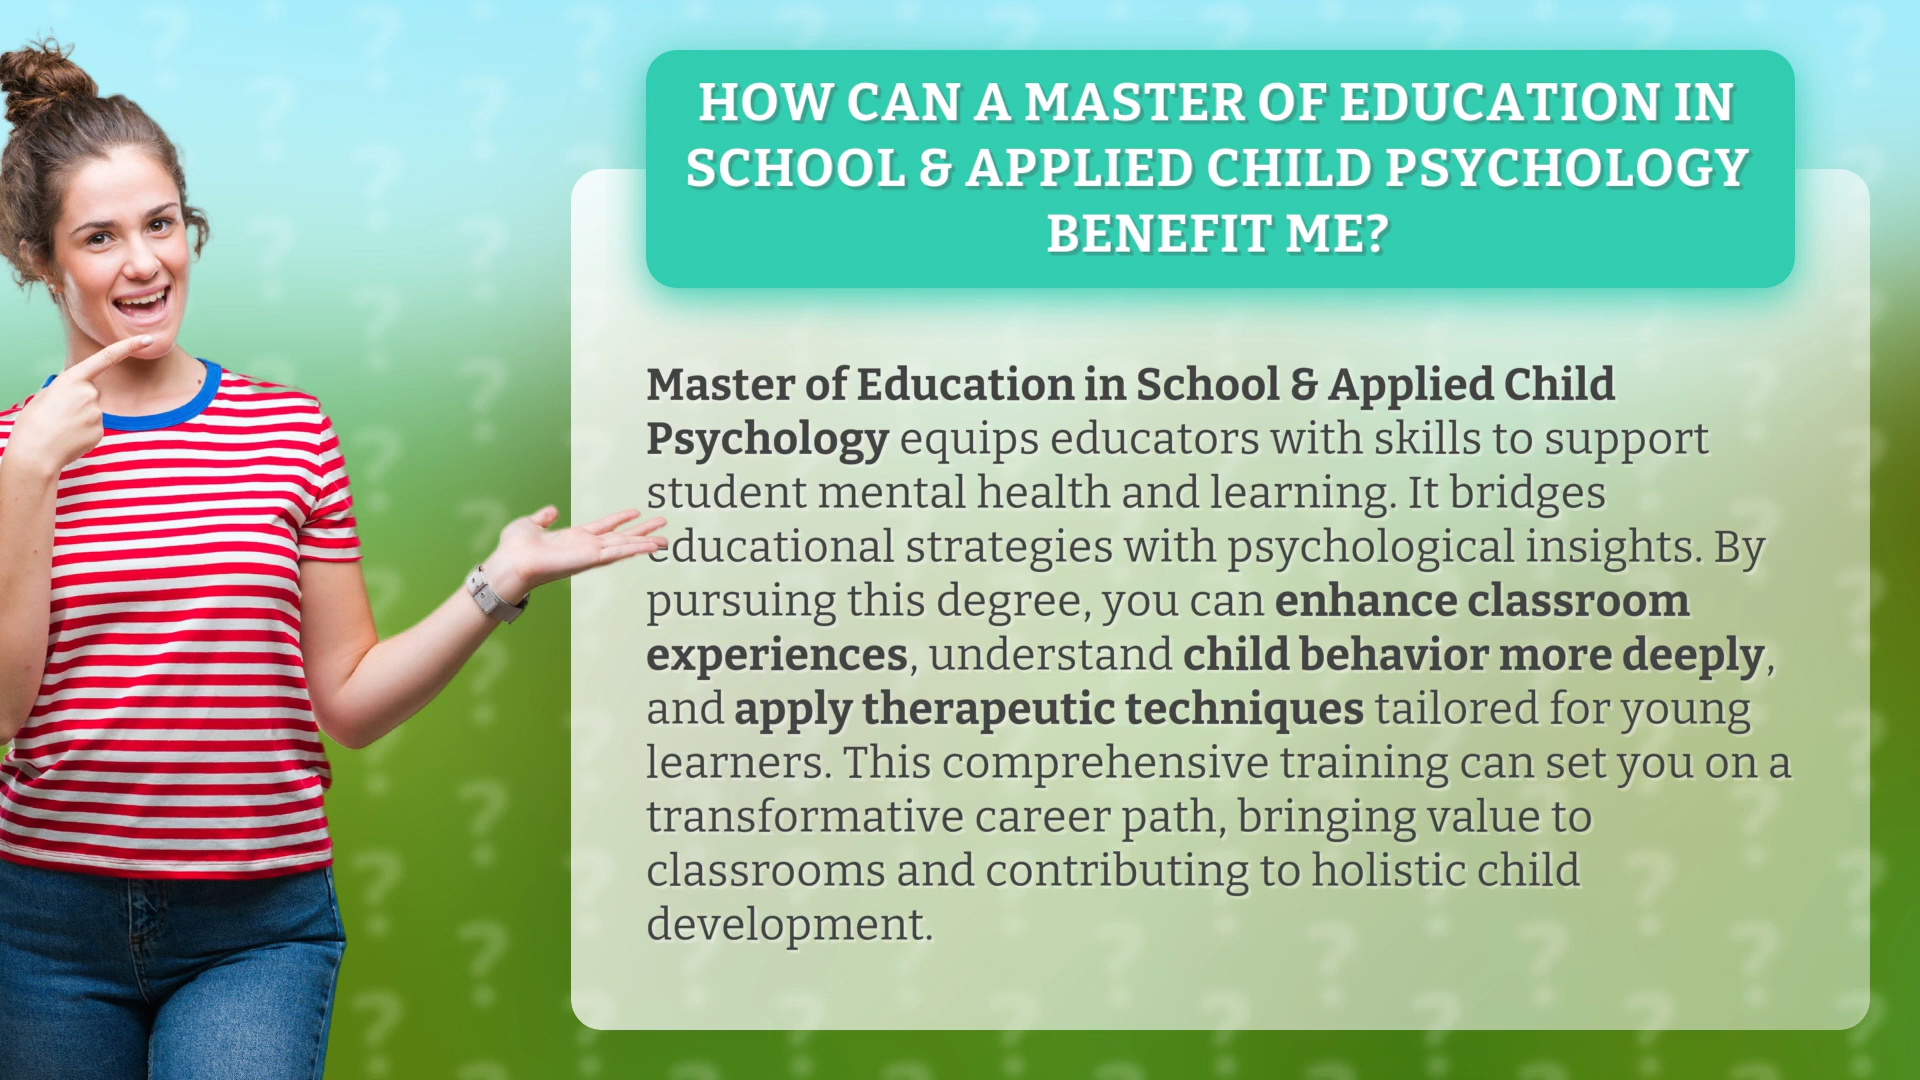 HOW CAN A MASTER OF EDUCATION IN
SCHOOL & APPLIED CHILD PSYCHOLOGY
BENEFIT ME?
Master of Education in School & Applied Child
Psychology equips educators with skills to support
student mental health and learning. It bridges
educational strategies with psychological insights. By
pursuing this degree, you can enhance classroom
experiences, understand child behavior more deeply,
and apply therapeutic techniques tailored for young
learners. This comprehensive training can set you on a
transformative career path, bringing value to
classrooms and contributing to holistic child
development.